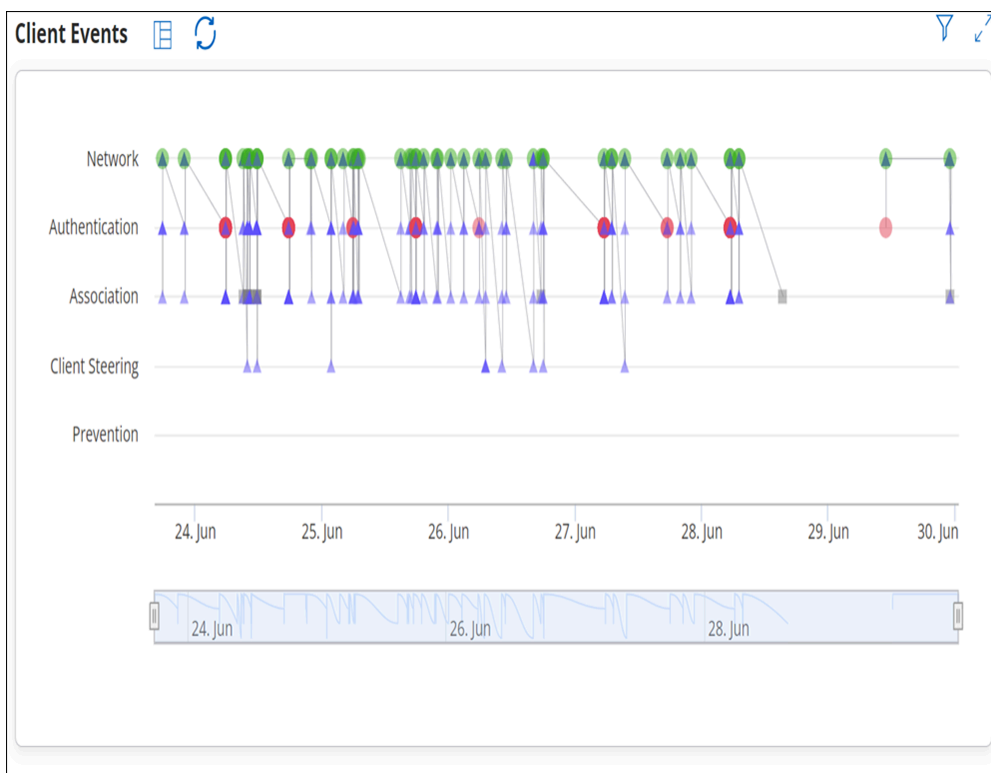 Client Events
Network
Authentication
Association
Client Steering
Prevention
24. Jun 25. Jun 26. Jun 27. Jun 28. Jun 29. Jun 30. Jun
24. Jun 26. Jun 28. Jun